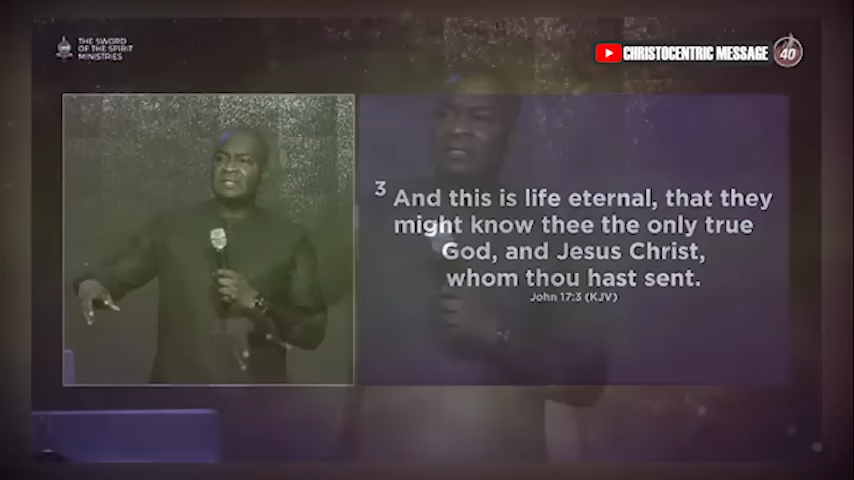 THE SWORD
OF THE SPIRIT
MINISTRIES
CHRISTOCENTRIC MESSAGE 40
3 And this is life eternal, that they
might know thee the only true
God, and Jesus Christ,
whom thou hast sent.
John 17:3 (KJV)